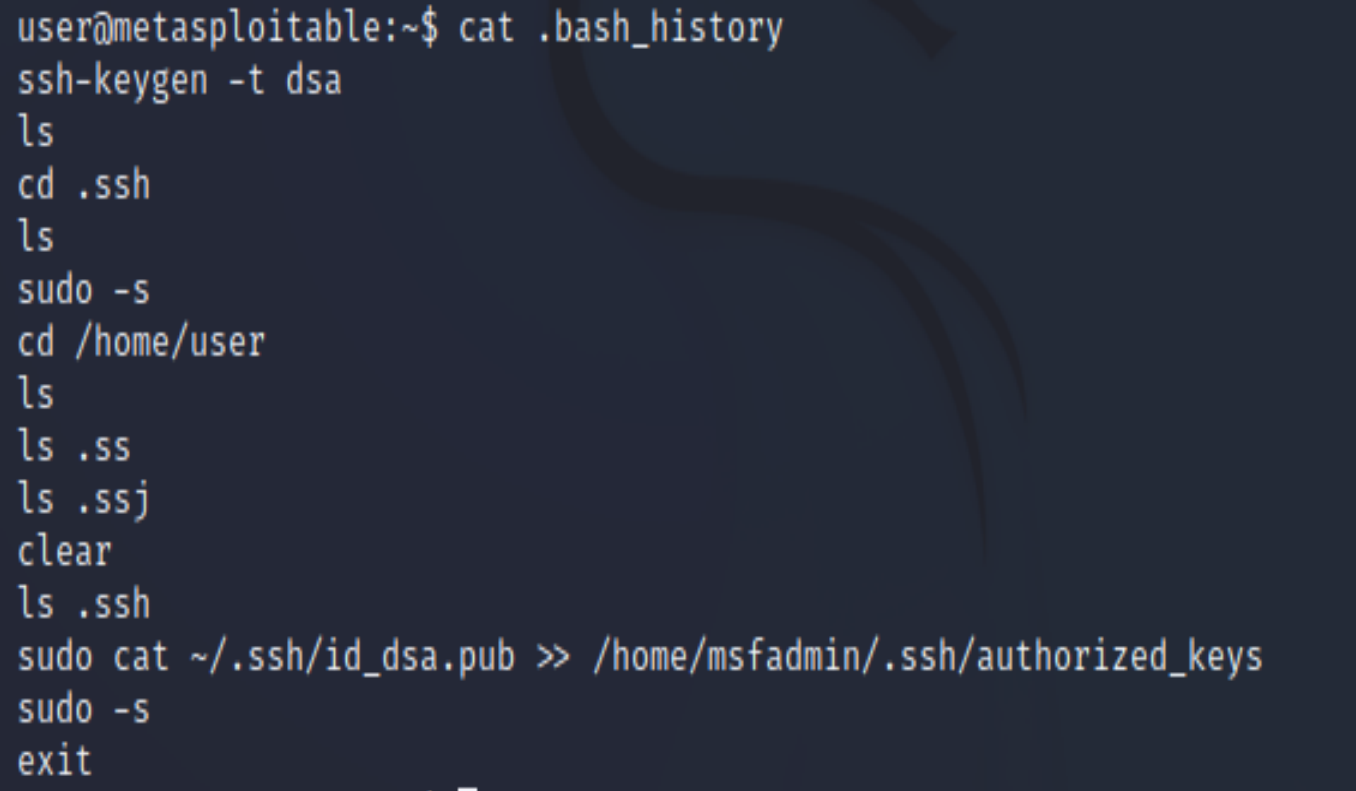 user@metasploitable:~$ cat .bash_history
ssh-keygen -t dsa
ls
cd .ssh
ls
sudo -s
cd /home/user
ls
ls .ss
ls .ssj
clear
ls .ssh
sudo cat ~/.ssh/id_dsa.pub >> /home/msfadmin/.ssh/authorized_keys
sudo -s
exit